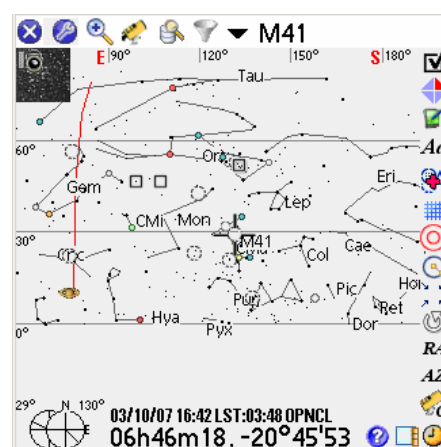 M41
E 90° 120° 150° S 180°
Tau
60°
Ori
Gem
Eri
Lep
CMi Mon
30°
M41
Cae
Col
Cnc
Pic
Pup
Ret
Hya
Pyx
Dor
0°
29° N 130°
03/10/07 16:42 LST:03:48 OPNCL
06h46m18, -20°45'53